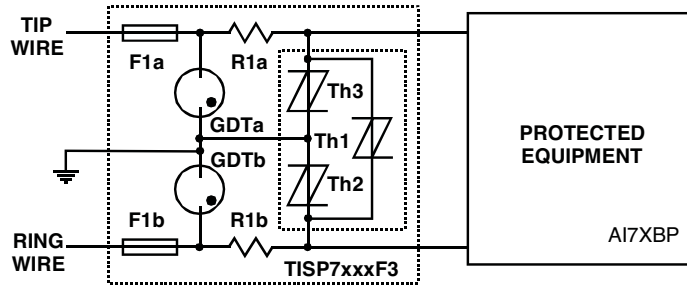 TIP
WIRE
F1a
R1a
GDTa
Th3
Th1
GDTb
Th2
F1b
R1b
RING
WIRE
TISP7xxxF3
PROTECTED
EQUIPMENT
AI7XBP